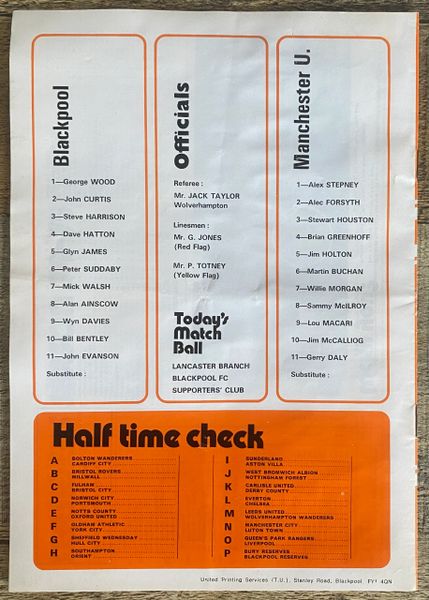 Blackpool
1—George WOOD
2—John CURTIS
3—Steve HARRISON
4—Dave HATTON
5—Glyn JAMES
6—Peter SUDDABY
7—Mick WALSH
8—Alan AINSCOW
9—Wyn DAVIES
10—Bill BENTLEY
11—John EVANSON
Substitute :
Officials
Referee :
Mr. JACK TAYLOR
Wolverhampton
Linesmen :
Mr. G. JONES
(Red Flag)
Mr. P. TOTNEY
(Yellow Flag)
Today's
Match
Ball
LANCASTER BRANCH
BLACKPOOL FC
SUPPORTERS' CLUB
Manchester U.
1—Alex STEPNEY
2—Alec FORSYTH
3—Stewart HOUSTON
4—Brian GREENHOFF
5—Jim HOLTON
6—Martin BUCHAN
7—Willie MORGAN
8—Sammy McILROY
9—Lou MACARI
10—Jim McCALLIOG
11—Gerry DALY
Substitute :
Half time check
A BOLTON WANDERERS
CARDIFF CITY
B BRISTOL ROVERS
MILLWALL
C FULHAM
BRISTOL CITY
D NORWICH CITY
PORTSMOUTH
E NOTTS COUNTY
OXFORD UNITED
F OLDHAM ATHLETIC
YORK CITY
G SHEFFIELD WEDNESDAY
HULL CITY
H SOUTHAMPTON
ORIENT
I SUNDERLAND
ASTON VILLA
J WEST BROMWICH ALBION
NOTTINGHAM FOREST
K CARLISLE UNITED
DERBY COUNTY
L EVERTON
CHELSEA
M LEEDS UNITED
WOLVERHAMPTON WANDERERS
N MANCHESTER CITY
LUTON TOWN
O QUEEN'S PARK RANGERS
LIVERPOOL
P BURY RESERVES
BLACKPOOL RESERVES
United Printing Services (T.U.), Stanley Road, Blackpool FY1 4QN